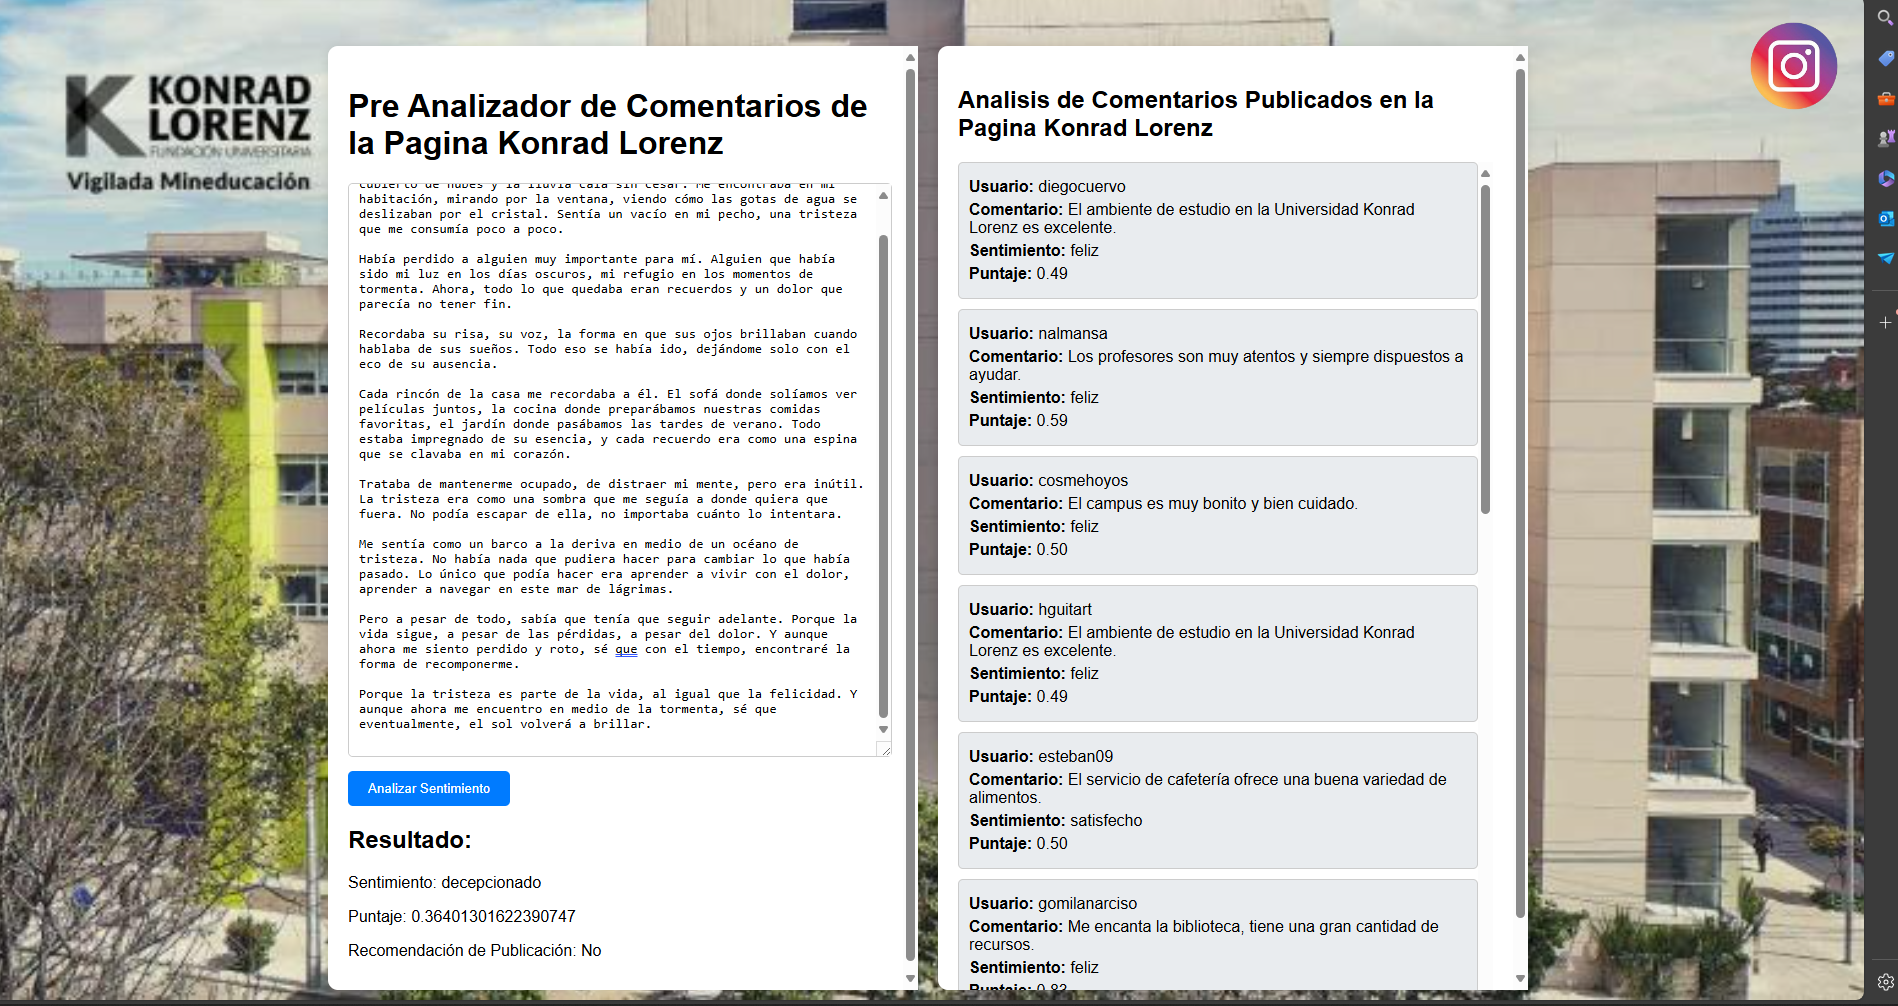 KONRAD
LORENZ
FUNDACIÓN UNIVERSITARIA
Vigilada Mineducación
Pre Analizador de Comentarios de
la Pagina Konrad Lorenz
cubierto de nubes y la lluvia caía sin cesar. Me encontraba en mi
habitación, mirando por la ventana, viendo cómo las gotas de agua se
deslizaban por el cristal. Sentía un vacío en mi pecho, una tristeza
que me consumía poco a poco.
Había perdido a alguien muy importante para mí. Alguien que había
sido mi luz en los días oscuros, mi refugio en los momentos de
tormenta. Ahora, todo lo que quedaba eran recuerdos y un dolor que
parecía no tener fin.
Recordaba su risa, su voz, la forma en que sus ojos brillaban cuando
hablaba de sus sueños. Todo eso se había ido, dejándome solo con el
eco de su ausencia.
Cada rincón de la casa me recordaba a él. El sofá donde solíamos ver
películas juntos, la cocina donde preparábamos nuestras comidas
favoritas, el jardín donde pasábamos las tardes de verano. Todo
estaba impregnado de su esencia, y cada recuerdo era como una espina
que se clavaba en mi corazón.
Trataba de mantenerme ocupado, de distraer mi mente, pero era inútil.
La tristeza era como una sombra que me seguía a donde quiera que
fuera. No podía escapar de ella, no importaba cuánto lo intentara.
Me sentía como un barco a la deriva en medio de un océano de
tristeza. No había nada que pudiera hacer para cambiar lo que había
pasado. Lo único que podía hacer era aprender a vivir con el dolor,
aprender a navegar en este mar de lágrimas.
Pero a pesar de todo, sabía que tenía que seguir adelante. Porque la
vida sigue, a pesar de las pérdidas, a pesar del dolor. Y aunque
ahora me siento perdido y roto, sé que con el tiempo, encontraré la
forma de recomponerme.
Porque la tristeza es parte de la vida, al igual que la felicidad. Y
aunque ahora me encuentro en medio de la tormenta, sé que
eventualmente, el sol volverá a brillar.
Analizar Sentimiento
Resultado:
Sentimiento: decepcionado
Puntaje: 0.36401301622390747
Recomendación de Publicación: No
Analisis de Comentarios Publicados en la
Pagina Konrad Lorenz
Usuario: diegocuervo
Comentario: El ambiente de estudio en la Universidad Konrad
Lorenz es excelente.
Sentimiento: feliz
Puntaje: 0.49
Usuario: nalmansa
Comentario: Los profesores son muy atentos y siempre dispuestos a
ayudar.
Sentimiento: feliz
Puntaje: 0.59
Usuario: cosmehoyos
Comentario: El campus es muy bonito y bien cuidado.
Sentimiento: feliz
Puntaje: 0.50
Usuario: hguitart
Comentario: El ambiente de estudio en la Universidad Konrad
Lorenz es excelente.
Sentimiento: feliz
Puntaje: 0.49
Usuario: esteban09
Comentario: El servicio de cafetería ofrece una buena variedad de
alimentos.
Sentimiento: satisfecho
Puntaje: 0.50
Usuario: gomilanarciso
Comentario: Me encanta la biblioteca, tiene una gran cantidad de
recursos.
Sentimiento: feliz
Puntaje: 0.83